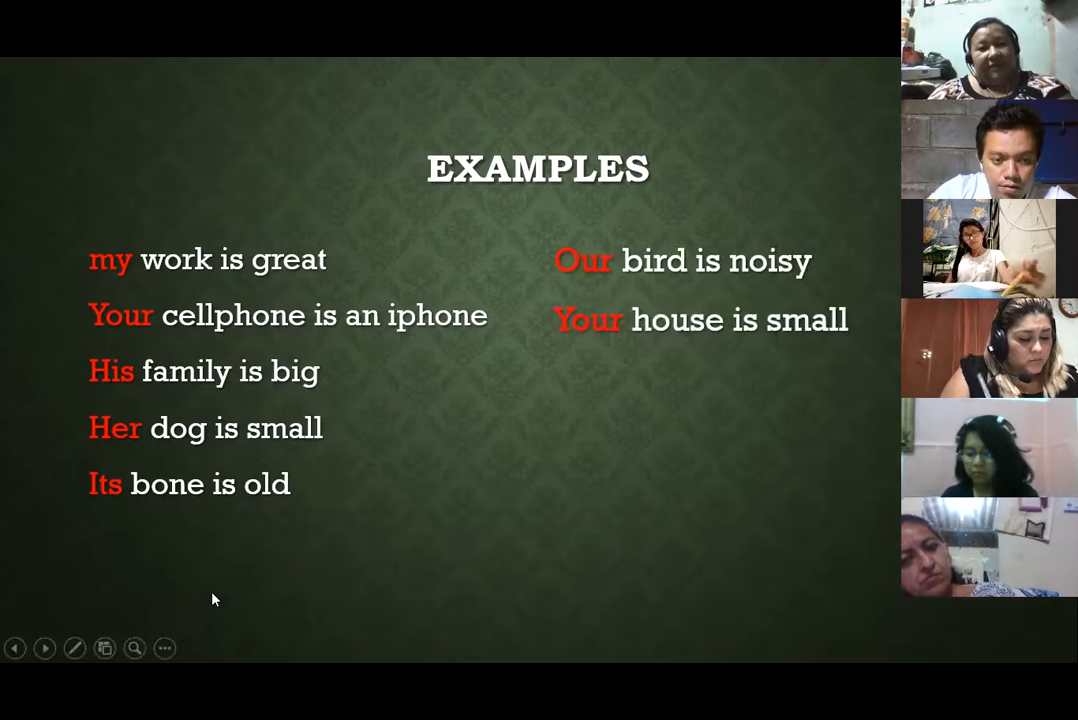 EXAMPLES
my work is great
Your cellphone is an iphone
His family is big
Her dog is small
Its bone is old
Our bird is noisy
Your house is small